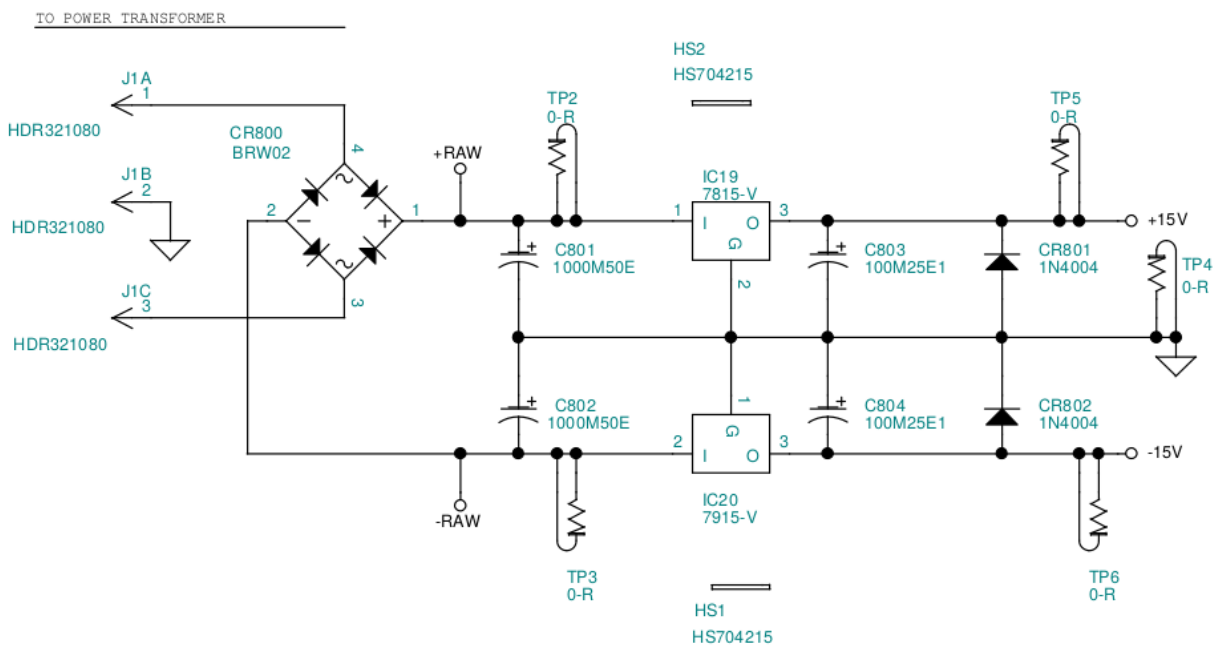 TO POWER TRANSFORMER
HS2
HS704215
J1A
1
HDR321080
CR800
BRW02
4
+RAW
TP2
0-R
TP5
0-R
J1B
2
HDR321080
2
~
~
-
+
1
IC19
7815-V
1
I
O
G
3
2
+
C801
1000M50E
+
C803
100M25E1
CR801
1N4004
+15V
TP4
0-R
J1C
3
HDR321080
3
+
C802
1000M50E
1
G
2
I
O
3
+
C804
100M25E1
CR802
1N4004
-15V
-RAW
IC20
7915-V
TP3
0-R
TP6
0-R
HS1
HS704215